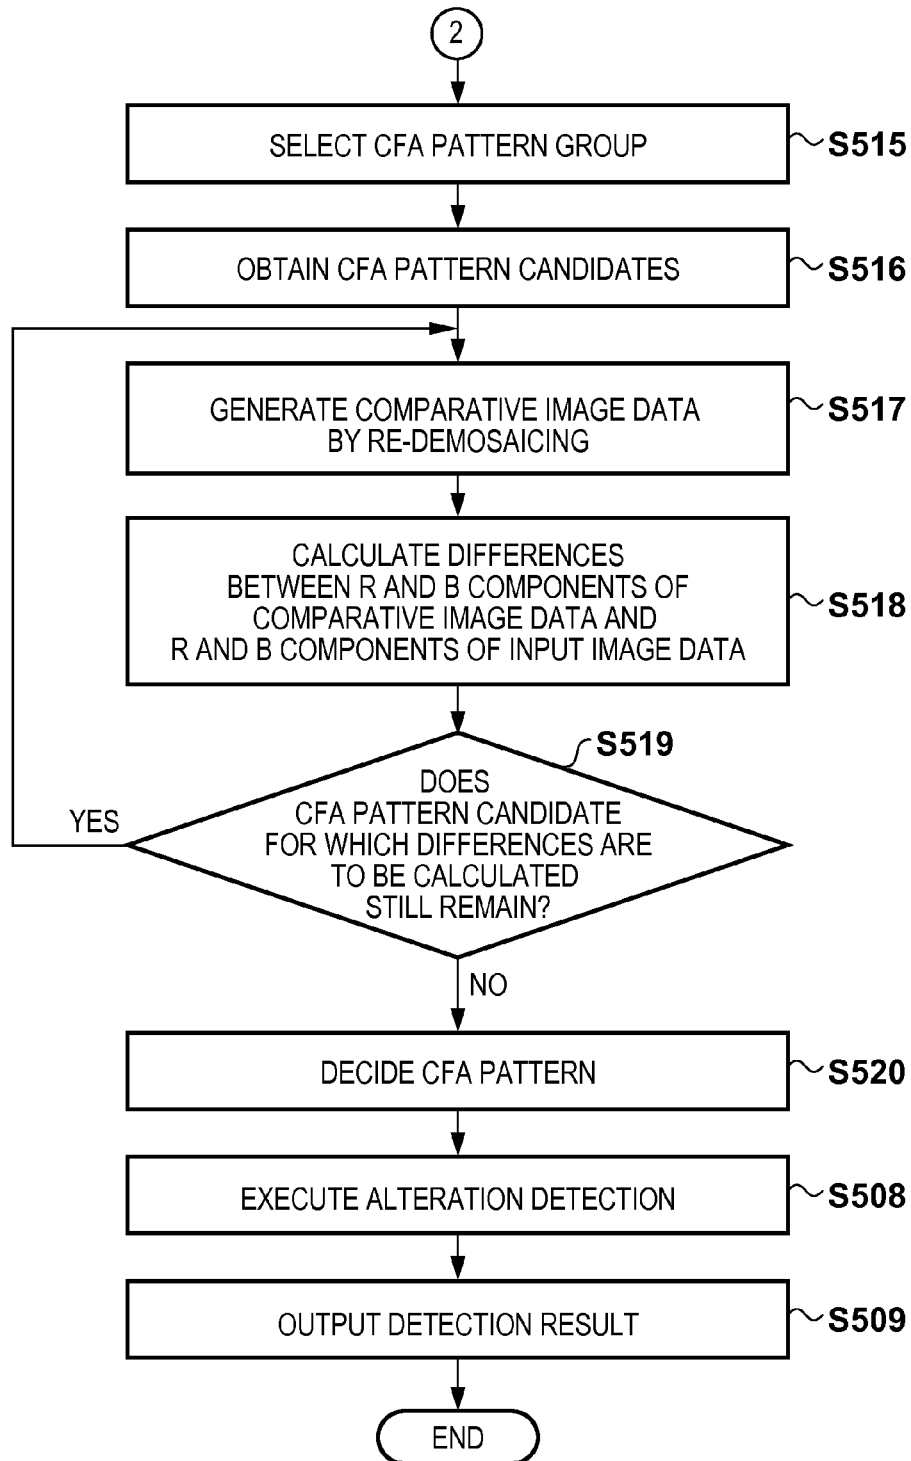 2
SELECT CFA PATTERN GROUP
S515
OBTAIN CFA PATTERN CANDIDATES
S516
GENERATE COMPARATIVE IMAGE DATA
BY RE-DEMOSAICING
S517
CALCULATE DIFFERENCES
BETWEEN R AND B COMPONENTS OF
COMPARATIVE IMAGE DATA AND
R AND B COMPONENTS OF INPUT IMAGE DATA
S518
S519
DOES
CFA PATTERN CANDIDATE
FOR WHICH DIFFERENCES ARE
TO BE CALCULATED
STILL REMAIN?
YES
NO
DECIDE CFA PATTERN
S520
EXECUTE ALTERATION DETECTION
S508
OUTPUT DETECTION RESULT
S509
END